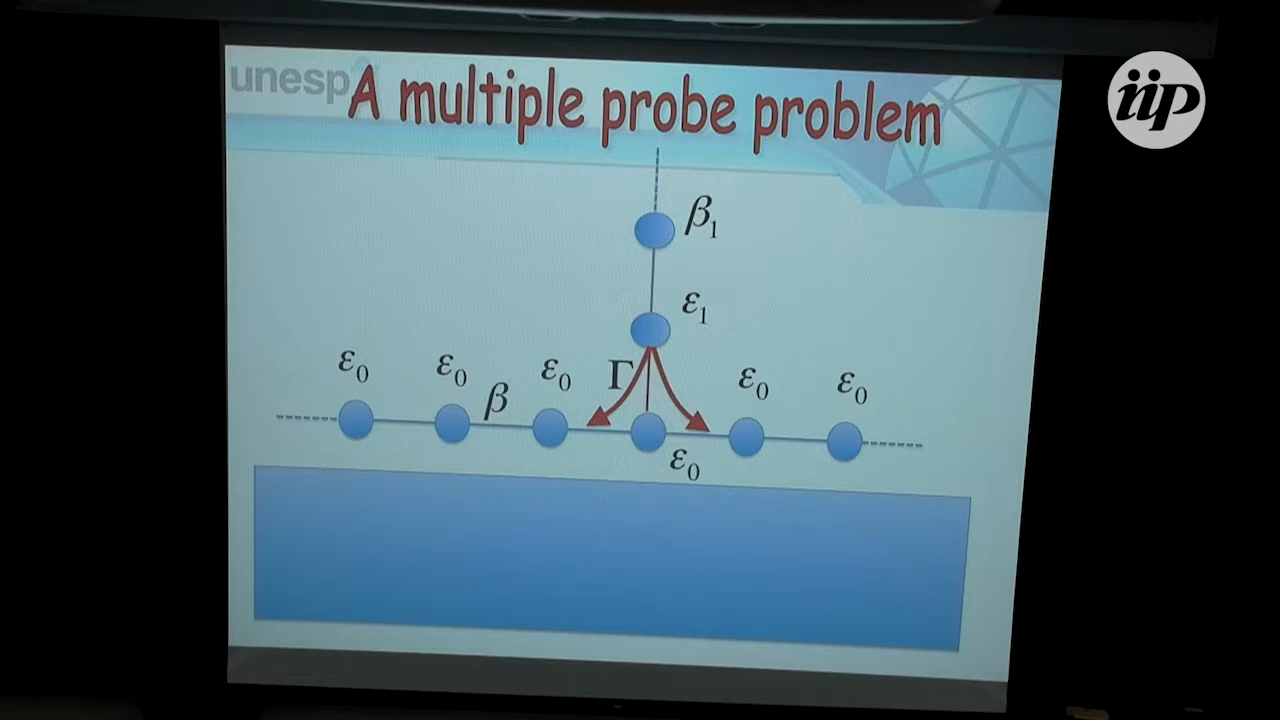 unesp
A multiple probe problem
iip
β₁
ε₁
ε₀ ε₀ ε₀ Γ ε₀ ε₀
β
ε₀